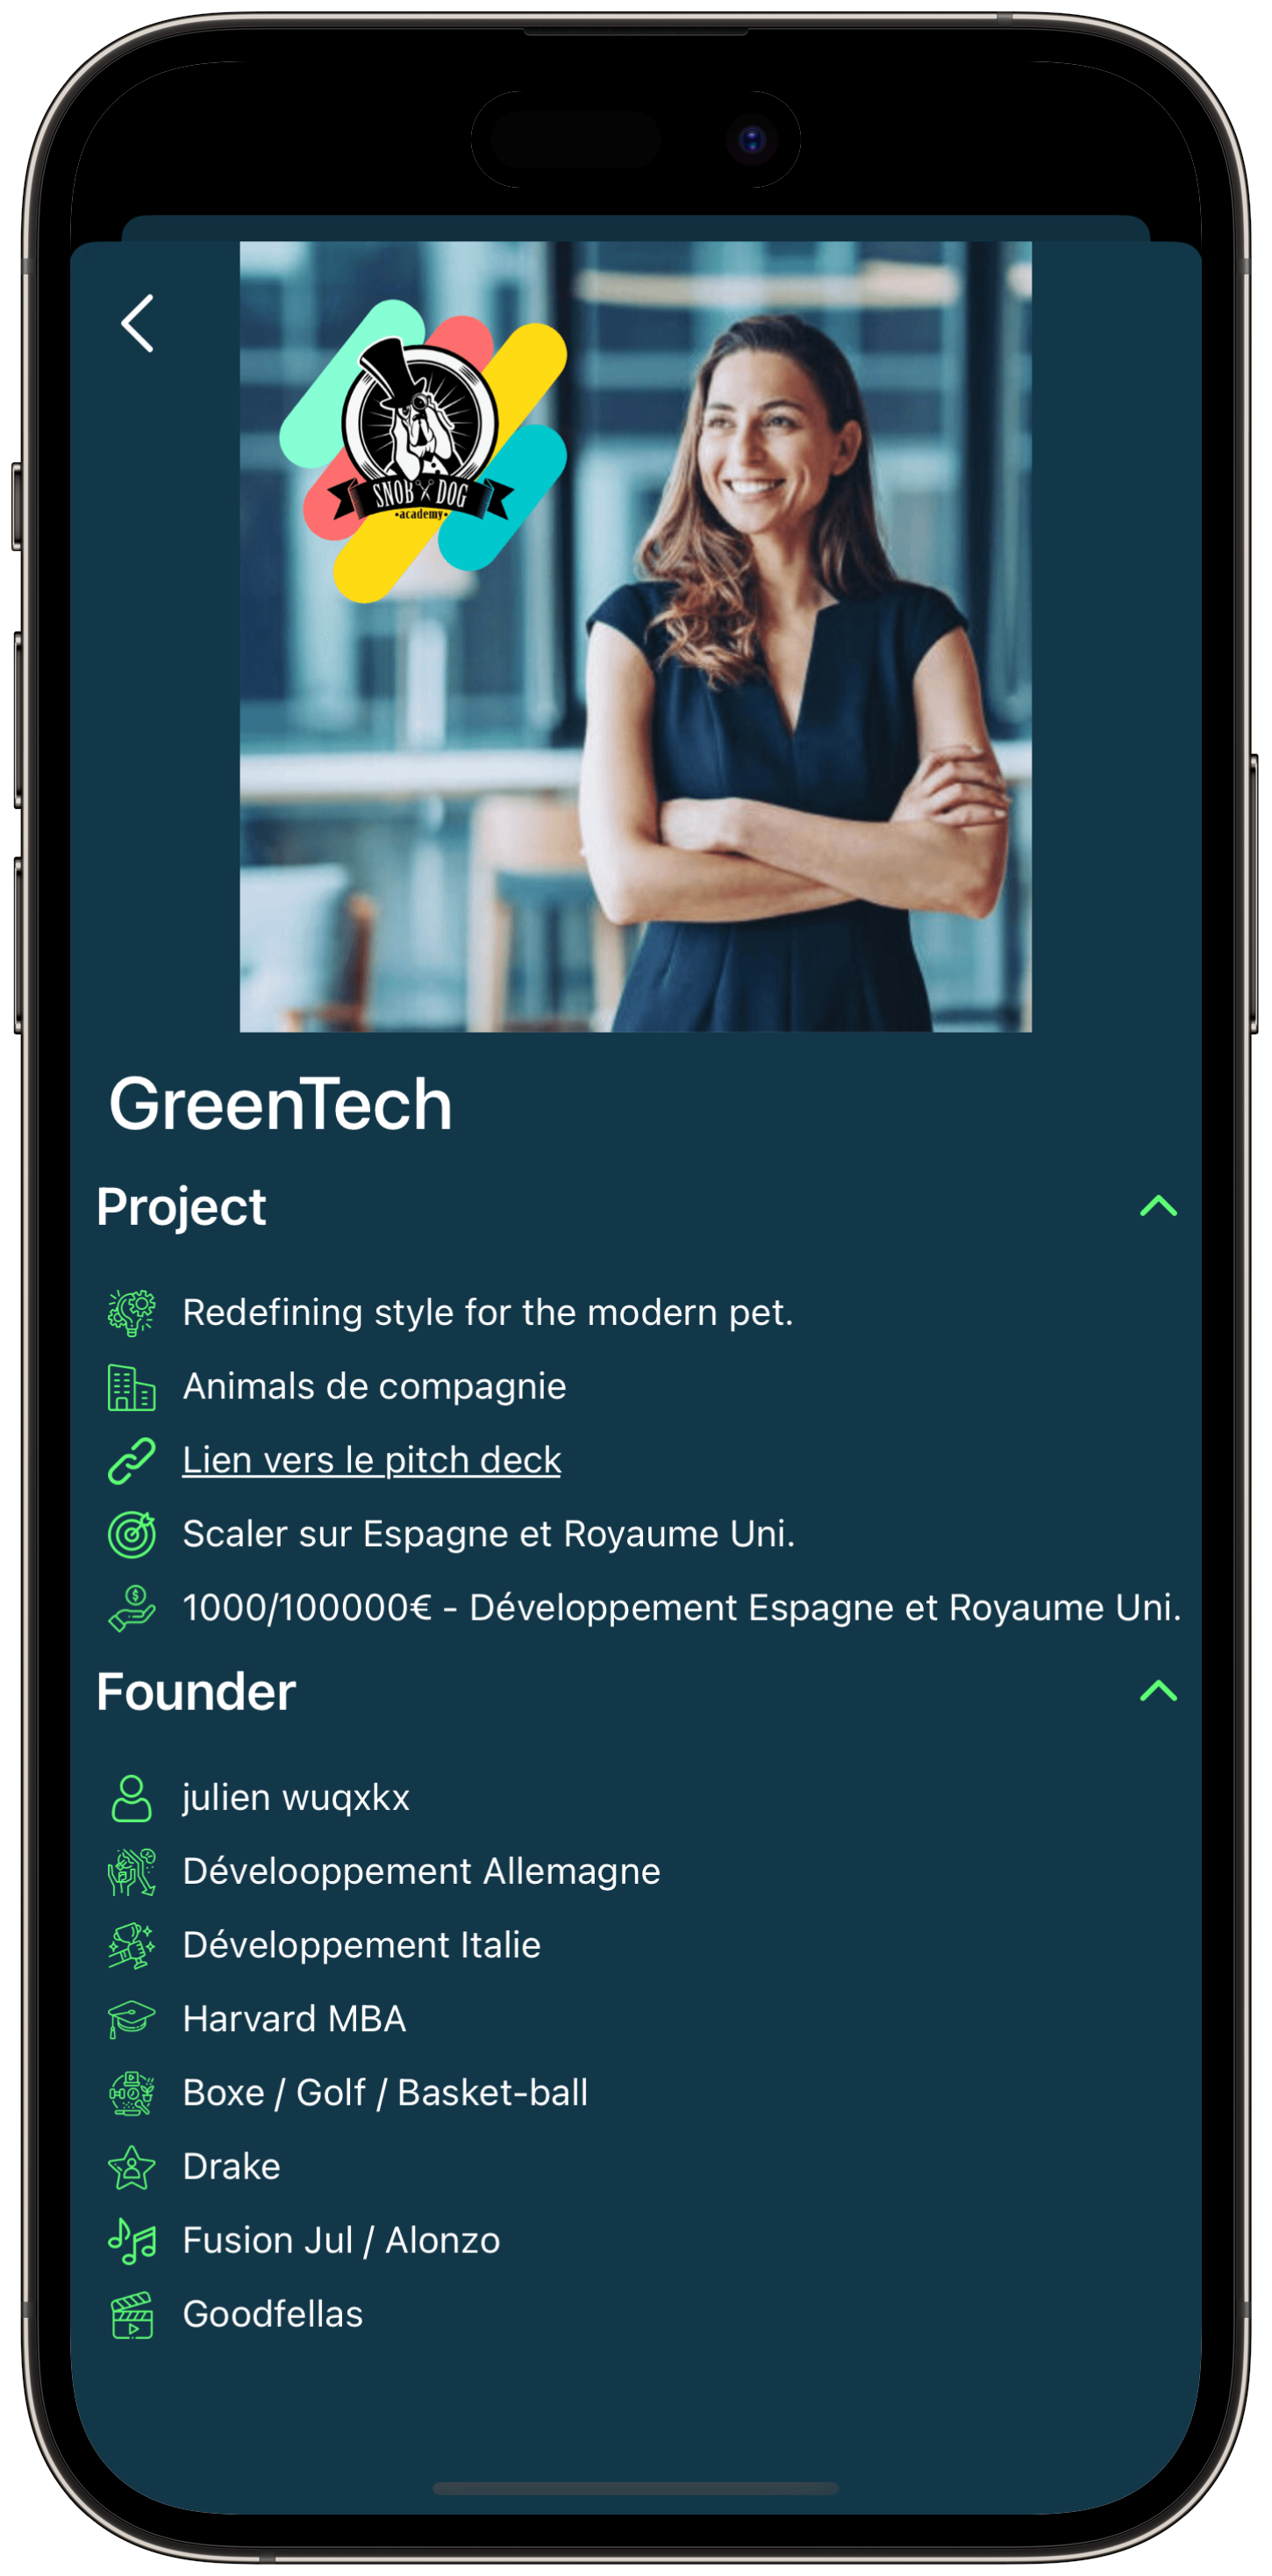 SNOB DOG
•academy•
GreenTech
Project
Redefining style for the modern pet.
Animals de compagnie
Lien vers le pitch deck
Scaler sur Espagne et Royaume Uni.
1000/100000€ - Développement Espagne et Royaume Uni.
Founder
julien wuqxkx
Dévelooppement Allemagne
Développement Italie
Harvard MBA
Boxe / Golf / Basket-ball
Drake
Fusion Jul / Alonzo
Goodfellas